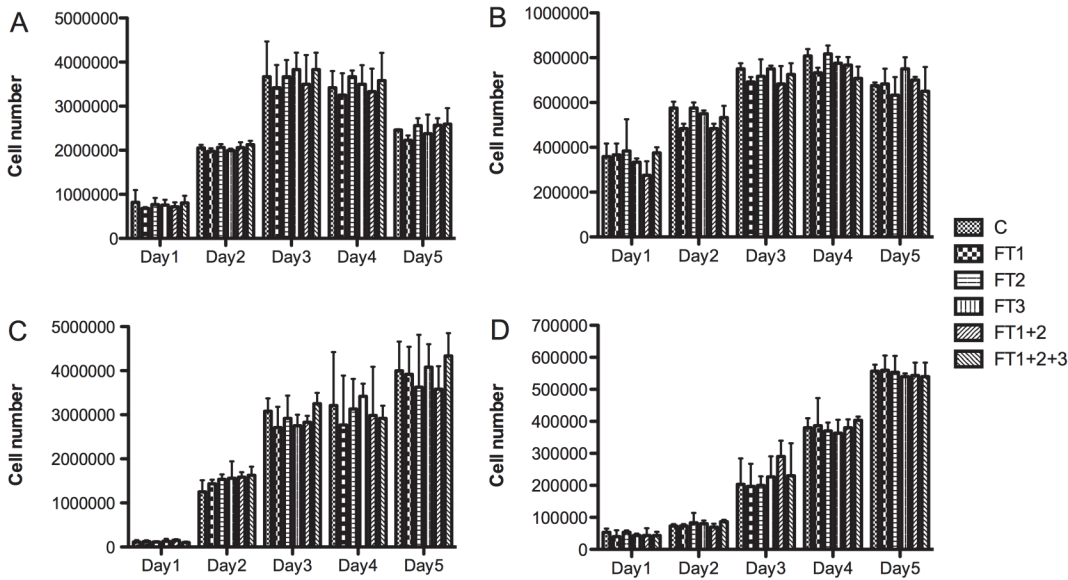 A
Cell number
5000000
4000000
3000000
2000000
1000000
0
Day1 Day2 Day3 Day4 Day5
B
Cell number
1000000
800000
600000
400000
200000
0
Day1 Day2 Day3 Day4 Day5
C
Cell number
5000000
4000000
3000000
2000000
1000000
0
Day1 Day2 Day3 Day4 Day5
D
Cell number
700000
600000
500000
400000
300000
200000
100000
0
Day1 Day2 Day3 Day4 Day5
C
FT1
FT2
FT3
FT1+2
FT1+2+3